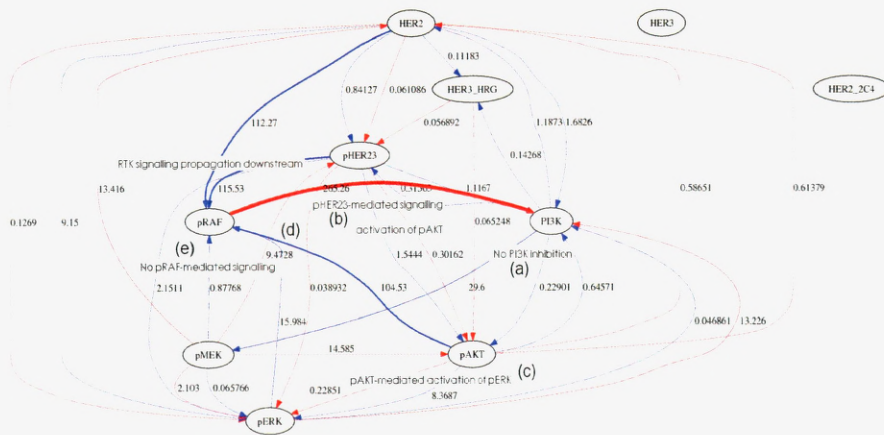 HER2
HER3
0.11183
HER3_HRG
HER2_2C4
0.84127
0.061086
112.27
0.056892
1.1873
1.6826
0.14268
pHER23
RTK signalling propagation downstream
13.416
115.53
265.26
1.1167
0.58651
0.61379
pHER23-mediated signalling
(b)
0.1269
9.15
pRAF
(d)
0.065248
PI3K
(e)
activation of pAKT
9.4728
1.5444
0.30162
No PI3K inhibition
(a)
No pRAF-mediated signalling
2.1511
0.87768
0.038932
104.53
29.6
0.22901
0.64571
15.984
0.046861
13.226
pMEK
14.585
pAKT
(c)
2.103
0.065766
0.22851
pAKT-mediated activation of pERK
8.3687
pERK